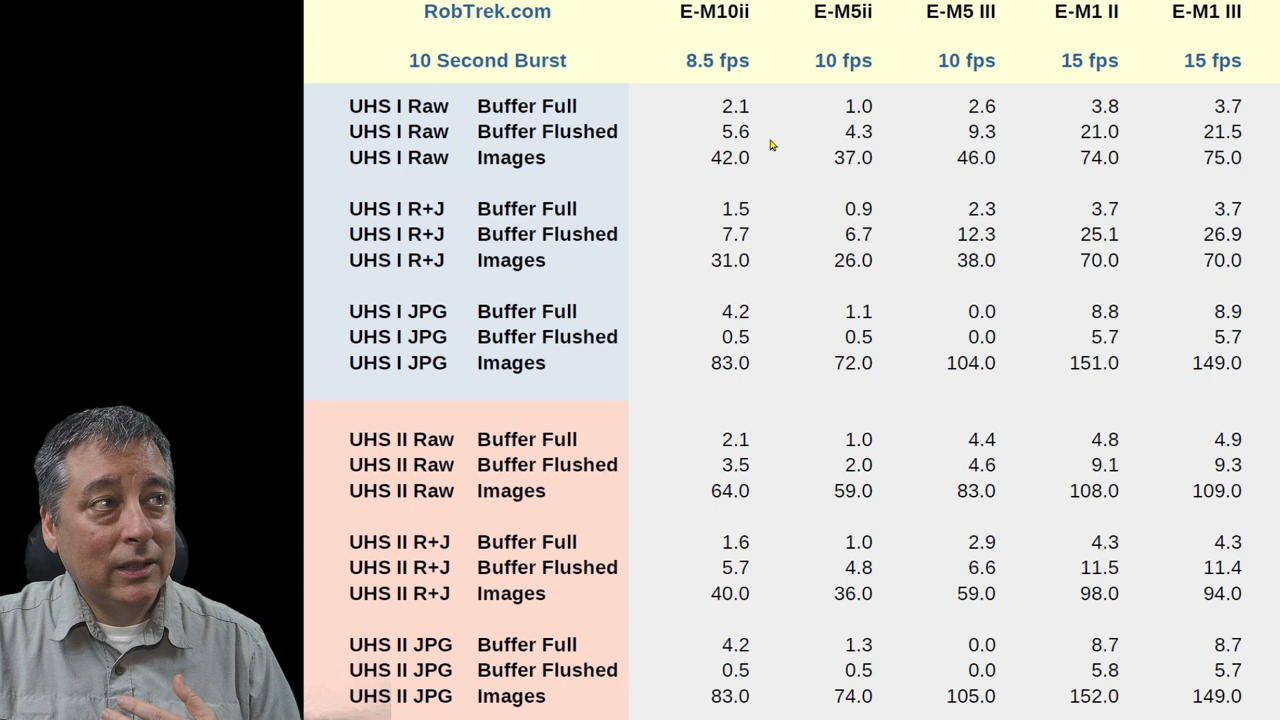 RobTrek.com E-M10ii E-M5ii E-M5 III E-M1 II E-M1 III
10 Second Burst 8.5 fps 10 fps 10 fps 15 fps 15 fps
UHS I Raw Buffer Full 2.1 1.0 2.6 3.8 3.7
UHS I Raw Buffer Flushed 5.6 4.3 9.3 21.0 21.5
UHS I Raw Images 42.0 37.0 46.0 74.0 75.0
UHS I R+J Buffer Full 1.5 0.9 2.3 3.7 3.7
UHS I R+J Buffer Flushed 7.7 6.7 12.3 25.1 26.9
UHS I R+J Images 31.0 26.0 38.0 70.0 70.0
UHS I JPG Buffer Full 4.2 1.1 0.0 8.8 8.9
UHS I JPG Buffer Flushed 0.5 0.5 0.0 5.7 5.7
UHS I JPG Images 83.0 72.0 104.0 151.0 149.0
UHS II Raw Buffer Full 2.1 1.0 4.4 4.8 4.9
UHS II Raw Buffer Flushed 3.5 2.0 4.6 9.1 9.3
UHS II Raw Images 64.0 59.0 83.0 108.0 109.0
UHS II R+J Buffer Full 1.6 1.0 2.9 4.3 4.3
UHS II R+J Buffer Flushed 5.7 4.8 6.6 11.5 11.4
UHS II R+J Images 40.0 36.0 59.0 98.0 94.0
UHS II JPG Buffer Full 4.2 1.3 0.0 8.7 8.7
UHS II JPG Buffer Flushed 0.5 0.5 0.0 5.8 5.7
UHS II JPG Images 83.0 74.0 105.0 152.0 149.0